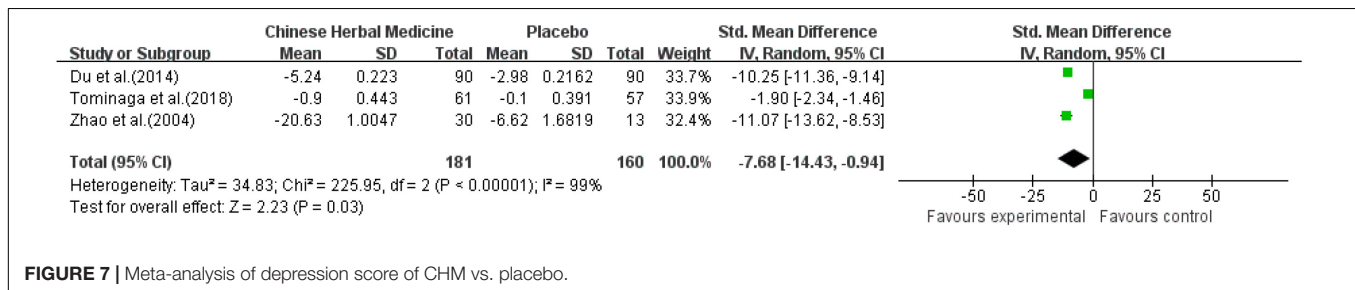 Chinese Herbal Medicine Placebo Std. Mean Difference Std. Mean Difference
Study or Subgroup Mean SD Total Mean SD Total Weight IV, Random, 95% CI IV, Random, 95% CI
Du et al.(2014) -5.24 0.223 90 -2.98 0.2162 90 33.7% -10.25 [-11.36, -9.14]
Tominaga et al.(2018) -0.9 0.443 61 -0.1 0.391 57 33.9% -1.90 [-2.34, -1.46]
Zhao et al.(2004) -20.63 1.0047 30 -6.62 1.6819 13 32.4% -11.07 [-13.62, -8.53]
Total (95% CI) 181 160 100.0% -7.68 [-14.43, -0.94]
Heterogeneity: Tau² = 34.83; Chi² = 225.95, df = 2 (P < 0.00001); I² = 99%
Test for overall effect: Z = 2.23 (P = 0.03)
-50 -25 0 25 50
Favours experimental Favours control
FIGURE 7 | Meta-analysis of depression score of CHM vs. placebo.